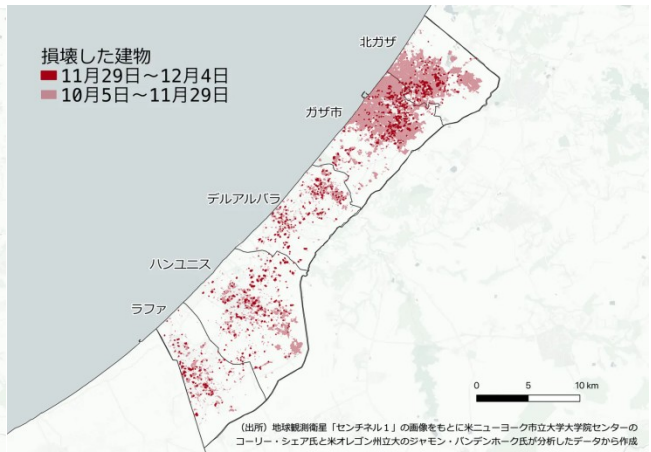 損壊した建物
11月29日～12月4日
10月5日～11月29日
北ガザ
ガザ市
デルアルバラ
ハンユニス
ラファ
0 5 10 km
(出所) 地球観測衛星「センチネル1」の画像をもとに米ニューヨーク市立大学大学院センターの
コーリー・シェア氏と米オレゴン州立大のジャモン・バンデンホーク氏が分析したデータから作成